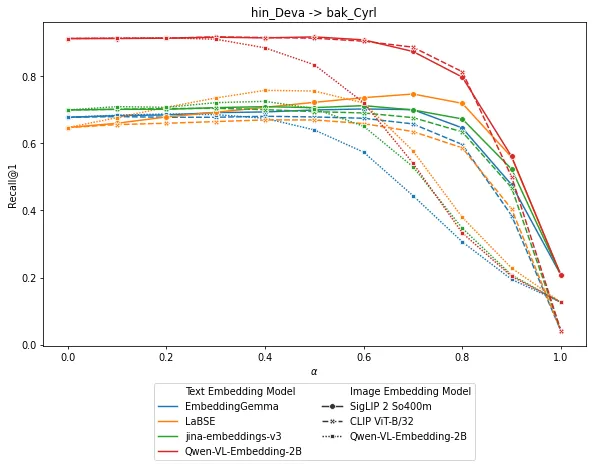 hin_Deva -> bak_Cyrl
Recall@1
0.8
0.6
0.4
0.2
0.0
0.0 0.2 0.4 0.6 0.8 1.0
α
Text Embedding Model Image Embedding Model
EmbeddingGemma SigLIP 2 So400m
LaBSE CLIP ViT-B/32
jina-embeddings-v3 Qwen-VL-Embedding-2B
Qwen-VL-Embedding-2B